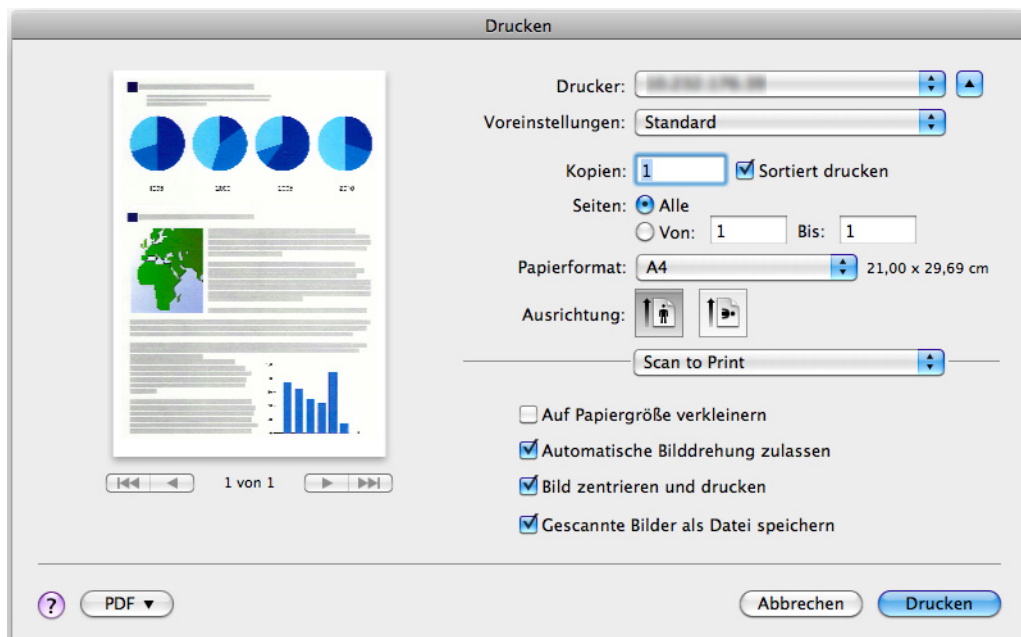 Drucken
Drucker:
Voreinstellungen: Standard
Kopien: 1 Sortiert drucken
Seiten: Alle
Von: 1 Bis: 1
Papierformat: A4 21,00 x 29,69 cm
Ausrichtung:
Scan to Print
Auf Papiergröße verkleinern
Automatische Bilddrehung zulassen
Bild zentrieren und drucken
Gescannte Bilder als Datei speichern
1 von 1
? PDF Abbrechen Drucken